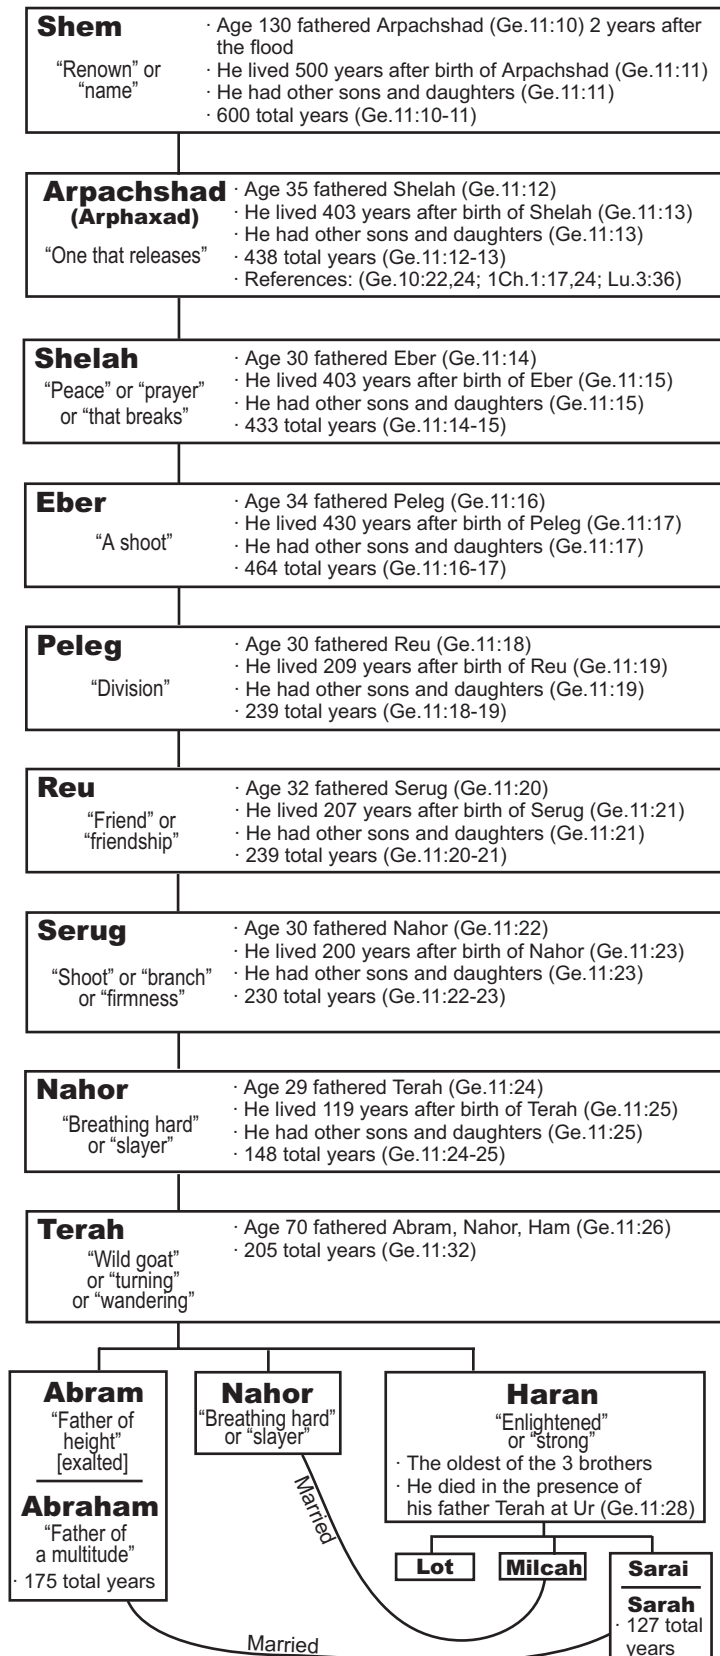 Shem
“Renown” or
“name”
· Age 130 fathered Arpachshad (Ge.11:10) 2 years after
the flood
· He lived 500 years after birth of Arpachshad (Ge.11:11)
· He had other sons and daughters (Ge.11:11)
· 600 total years (Ge.11:10-11)
Arpachshad
(Arphaxad)
“One that releases”
· Age 35 fathered Shelah (Ge.11:12)
· He lived 403 years after birth of Shelah (Ge.11:13)
· He had other sons and daughters (Ge.11:13)
· 438 total years (Ge.11:12-13)
· References: (Ge.10:22,24; 1Ch.1:17,24; Lu.3:36)
Shelah
“Peace” or “prayer”
or “that breaks”
· Age 30 fathered Eber (Ge.11:14)
· He lived 403 years after birth of Eber (Ge.11:15)
· He had other sons and daughters (Ge.11:15)
· 433 total years (Ge.11:14-15)
Eber
“A shoot”
· Age 34 fathered Peleg (Ge.11:16)
· He lived 430 years after birth of Peleg (Ge.11:17)
· He had other sons and daughters (Ge.11:17)
· 464 total years (Ge.11:16-17)
Peleg
“Division”
· Age 30 fathered Reu (Ge.11:18)
· He lived 209 years after birth of Reu (Ge.11:19)
· He had other sons and daughters (Ge.11:19)
· 239 total years (Ge.11:18-19)
Reu
“Friend” or
“friendship”
· Age 32 fathered Serug (Ge.11:20)
· He lived 207 years after birth of Serug (Ge.11:21)
· He had other sons and daughters (Ge.11:21)
· 239 total years (Ge.11:20-21)
Serug
“Shoot” or “branch”
or “firmness”
· Age 30 fathered Nahor (Ge.11:22)
· He lived 200 years after birth of Nahor (Ge.11:23)
· He had other sons and daughters (Ge.11:23)
· 230 total years (Ge.11:22-23)
Nahor
“Breathing hard”
or “slayer”
· Age 29 fathered Terah (Ge.11:24)
· He lived 119 years after birth of Terah (Ge.11:25)
· He had other sons and daughters (Ge.11:25)
· 148 total years (Ge.11:24-25)
Terah
“Wild goat”
or “turning”
or “wandering”
· Age 70 fathered Abram, Nahor, Ham (Ge.11:26)
· 205 total years (Ge.11:32)
Abram
“Father of
height”
[exalted]
Abraham
“Father of
a multitude”
· 175 total years
Nahor
“Breathing hard”
or “slayer”
Haran
“Enlightened”
or “strong”
· The oldest of the 3 brothers
· He died in the presence of
his father Terah at Ur (Ge.11:28)
Married
Lot
Milcah
Sarai
Sarah
· 127 total
years
Married